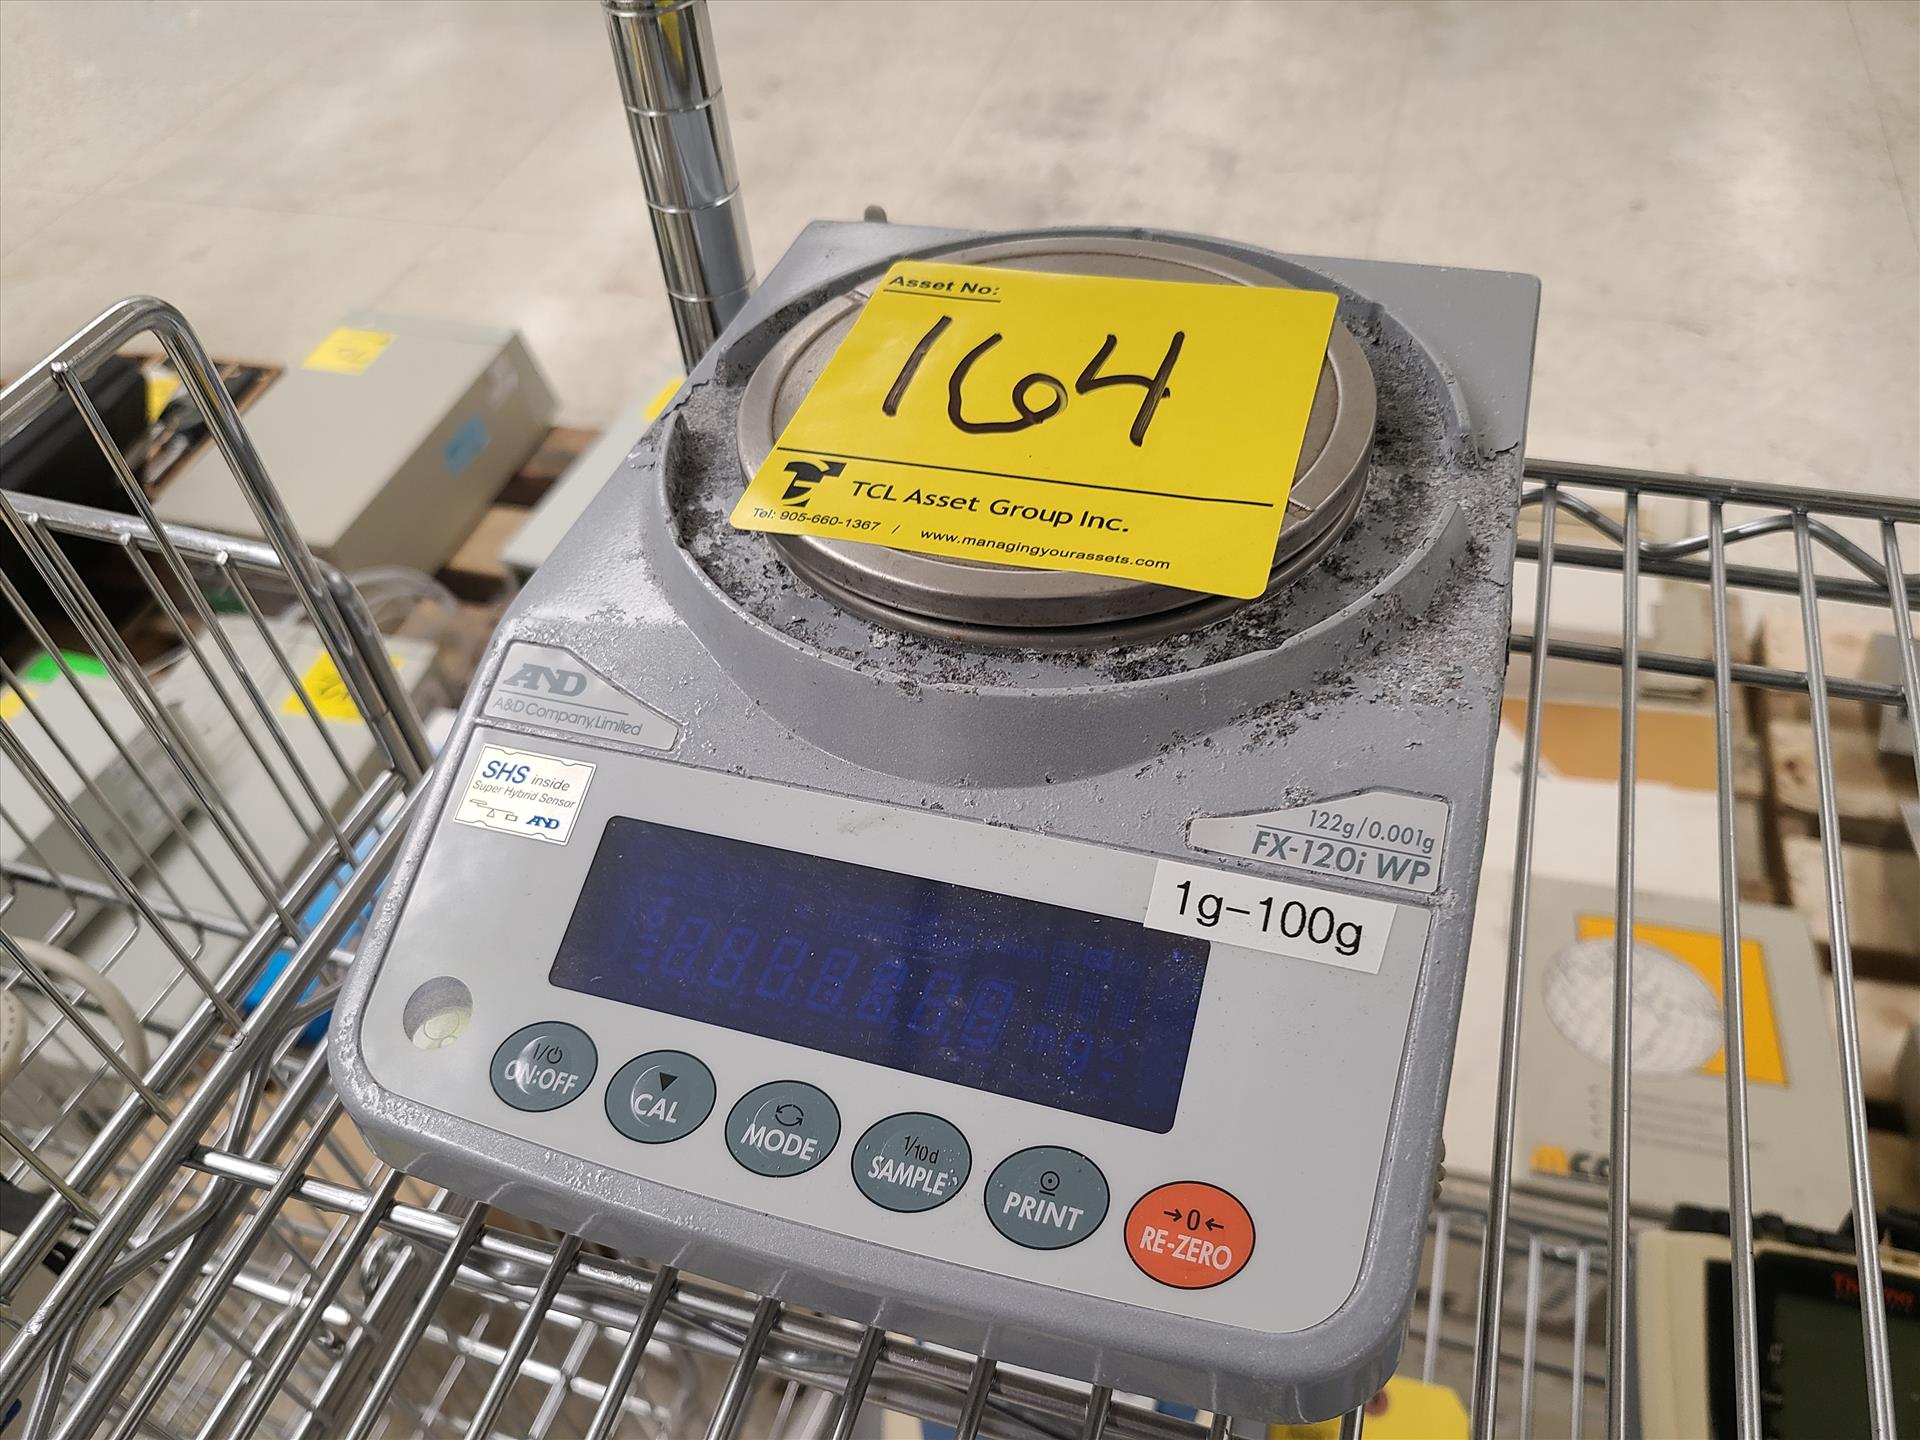 Asset No:
164
TCL Asset Group Inc.
Tel: 905-660-1367 / www.managingyourassets.com
AND
A&D Company, Limited
SHS inside
Super Hybrid Sensor
AND
122g/0.001g
FX-120i WP
1g-100g
mg%
I/⏻
ON:OFF
▼
CAL
MODE
1/10d
SAMPLE
PRINT
→0←
RE-ZERO